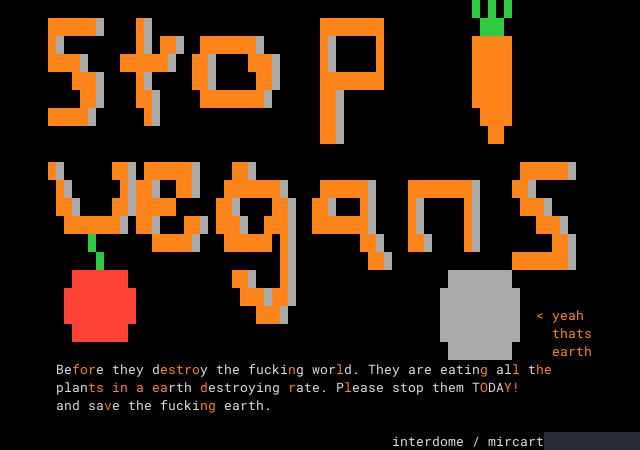 Stop
vegans
< yeah
thats
earth
Before they destroy the fucking world. They are eating all the
plants in a earth destroying rate. Please stop them TODAY!
and save the fucking earth.
interdome / mircart